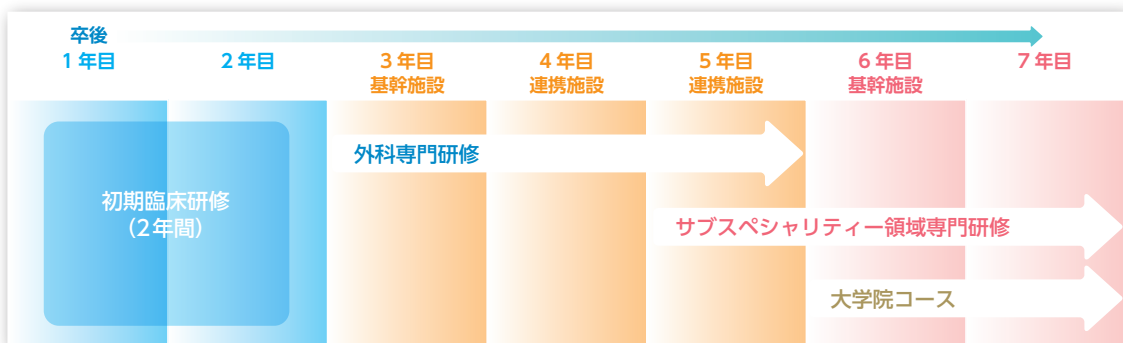 卒後
1年目 2年目 3年目 4年目 5年目 6年目 7年目
基幹施設 連携施設 連携施設 基幹施設
外科専門研修
初期臨床研修
（2年間）
サブスペシャリティー領域専門研修
大学院コース